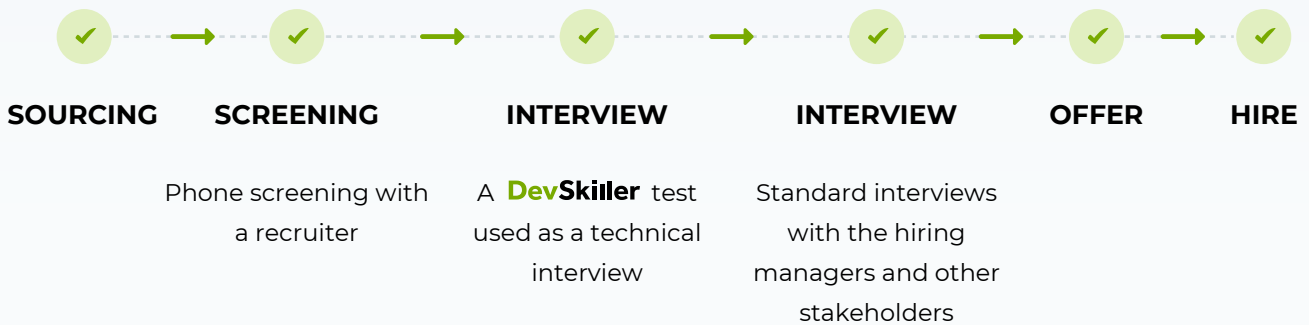 SOURCING
SCREENING
INTERVIEW
INTERVIEW
OFFER
HIRE
Phone screening with
a recruiter
A DevSkiller test
used as a technical
interview
Standard interviews
with the hiring
managers and other
stakeholders